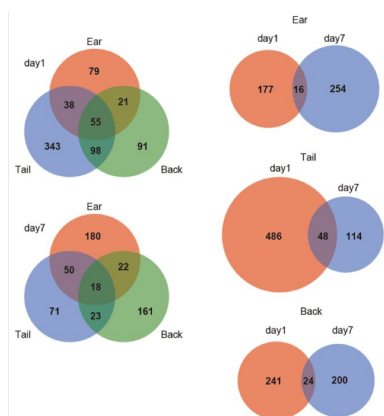 Ear
day1
79
38
21
55
343
98
91
Tail
Back
Ear
day7
180
50
22
18
71
23
161
Tail
Back
Ear
day1
day7
177
16
254
Tail
day1
day7
486
48
114
Back
day1
day7
241
24
200